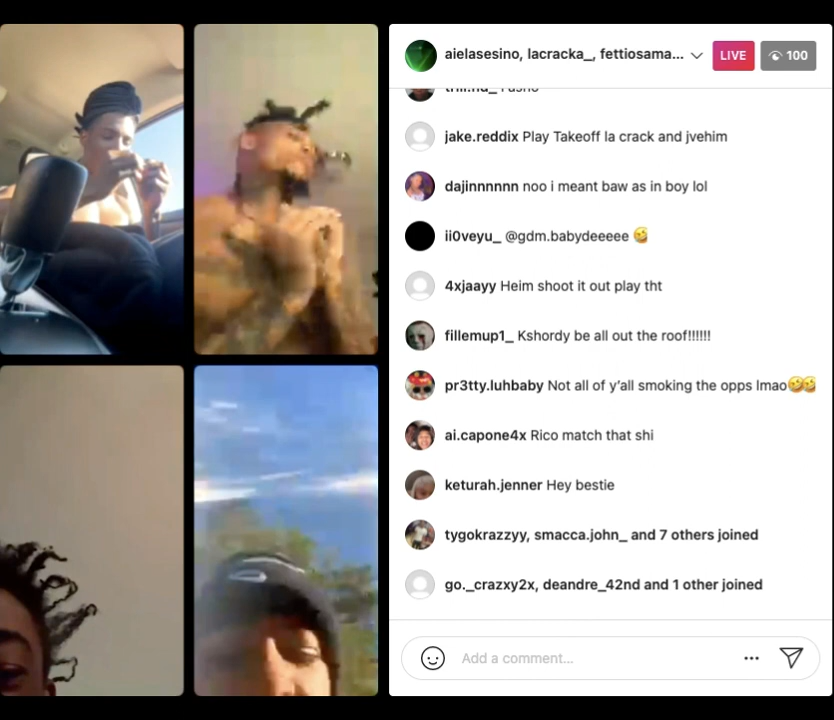 aielasesino, lacracka_, fettiosama...
LIVE
100
jake.reddix Play Takeoff la crack and jvehim
dajinnnnnn noo i meant baw as in boy lol
ii0veyu_ @gdm.babydeeeee 🤣
4xjaayy Heim shoot it out play tht
fillemup1_ Kshordy be all out the roof!!!!!!
pr3tty.luhbaby Not all of y'all smoking the opps lmao🤣🤣
ai.capone4x Rico match that shi
keturah.jenner Hey bestie
tygokrazzyy, smacca.john_ and 7 others joined
go._crazxy2x, deandre_42nd and 1 other joined
Add a comment...